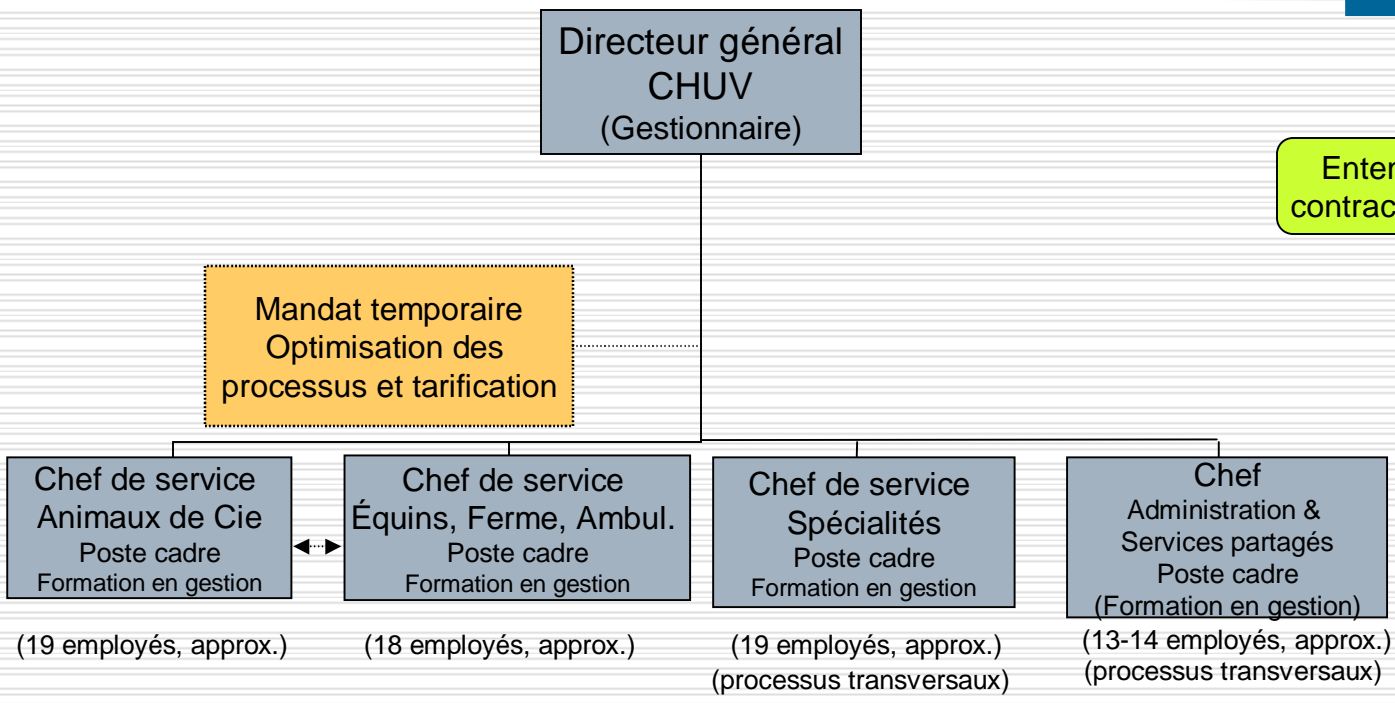 Directeur général
CHUV
(Gestionnaire)
Mandat temporaire
Optimisation des
processus et tarification
Chef de service
Animaux de Cie
Poste cadre
Formation en gestion
(19 employés, approx.)
Chef de service
Équins, Ferme, Ambul.
Poste cadre
Formation en gestion
(18 employés, approx.)
Chef de service
Spécialités
Poste cadre
Formation en gestion
(19 employés, approx.)
(processus transversaux)
Chef
Administration &
Services partagés
Poste cadre
(Formation en gestion)
(13-14 employés, approx.)
(processus transversaux)